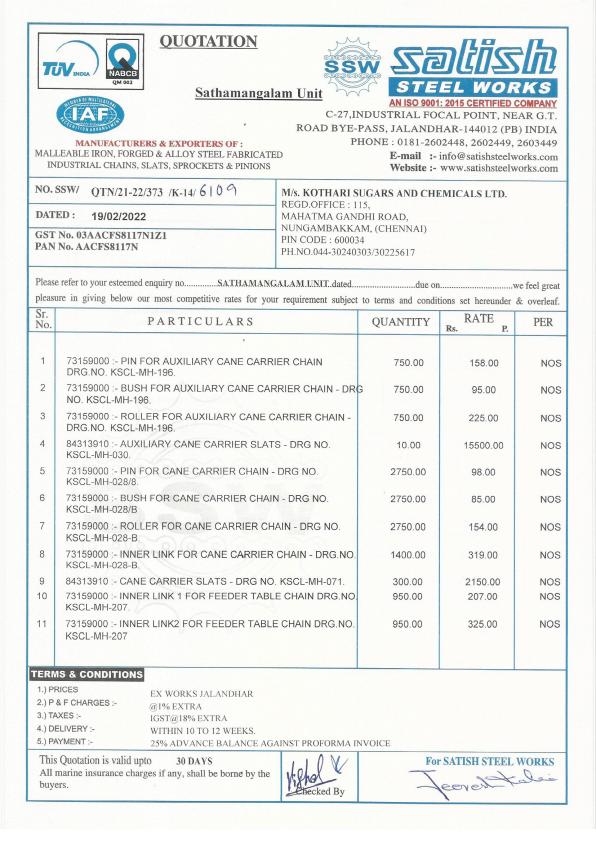 QUOTATION
TÜV INDIA
Q
NABCB
QM 002
MEMBER OF MULTILATERAL
IAF
Sathamangalam Unit
SSW
satish
STEEL WORKS
AN ISO 9001: 2015 CERTIFIED COMPANY
C-27,INDUSTRIAL FOCAL POINT, NEAR G.T.
ROAD BYE-PASS, JALANDHAR-144012 (PB) INDIA
PHONE : 0181-2602448, 2602449, 2603449
E-mail :- info@satishsteelworks.com
Website :- www.satishsteelworks.com
MANUFACTURERS & EXPORTERS OF :
MALLEABLE IRON, FORGED & ALLOY STEEL FABRICATED
INDUSTRIAL CHAINS, SLATS, SPROCKETS & PINIONS
NO. SSW/ QTN/21-22/373 /K-14/ 6109
DATED : 19/02/2022
GST No. 03AACFS8117N1Z1
PAN No. AACFS8117N
M/s. KOTHARI SUGARS AND CHEMICALS LTD.
REGD.OFFICE : 115,
MAHATMA GANDHI ROAD,
NUNGAMBAKKAM, (CHENNAI)
PIN CODE : 600034
PH.NO.044-30240303/30225617
Please refer to your esteemed enquiry no...............SATHAMANGALAM UNIT.dated............................due on................................we feel great
pleasure in giving below our most competitive rates for your requirement subject to terms and conditions set hereunder & overleaf.
Sr. No. PARTICULARS QUANTITY RATE Rs. P. PER
1 73159000 :- PIN FOR AUXILIARY CANE CARRIER CHAIN 750.00 158.00 NOS
DRG.NO. KSCL-MH-196.
2 73159000 :- BUSH FOR AUXILIARY CANE CARRIER CHAIN - DRG 750.00 95.00 NOS
NO. KSCL-MH-196.
3 73159000 :- ROLLER FOR AUXILIARY CANE CARRIER CHAIN - 750.00 225.00 NOS
DRG.NO. KSCL-MH-196.
4 84313910 :- AUXILIARY CANE CARRIER SLATS - DRG NO. 10.00 15500.00 NOS
KSCL-MH-030.
5 73159000 :- PIN FOR CANE CARRIER CHAIN - DRG NO. 2750.00 98.00 NOS
KSCL-MH-028/8.
6 73159000 :- BUSH FOR CANE CARRIER CHAIN - DRG NO. 2750.00 85.00 NOS
KSCL-MH-028/B
7 73159000 :- ROLLER FOR CANE CARRIER CHAIN - DRG NO. 2750.00 154.00 NOS
KSCL-MH-028-B.
8 73159000 :- INNER LINK FOR CANE CARRIER CHAIN - DRG.NO. 1400.00 319.00 NOS
KSCL-MH-028-B.
9 84313910 :- CANE CARRIER SLATS - DRG NO. KSCL-MH-071. 300.00 2150.00 NOS
10 73159000 :- INNER LINK 1 FOR FEEDER TABLE CHAIN DRG.NO. 950.00 207.00 NOS
KSCL-MH-207.
11 73159000 :- INNER LINK2 FOR FEEDER TABLE CHAIN DRG.NO. 950.00 325.00 NOS
KSCL-MH-207
TERMS & CONDITIONS
1.) PRICES EX WORKS JALANDHAR
2.) P & F CHARGES :- @1% EXTRA
3.) TAXES :- IGST@18% EXTRA
4.) DELIVERY :- WITHIN 10 TO 12 WEEKS.
5.) PAYMENT :- 25% ADVANCE BALANCE AGAINST PROFORMA INVOICE
This Quotation is valid upto 30 DAYS
All marine insurance charges if any, shall be borne by the
buyers.
Vishal
Checked By
For SATISH STEEL WORKS